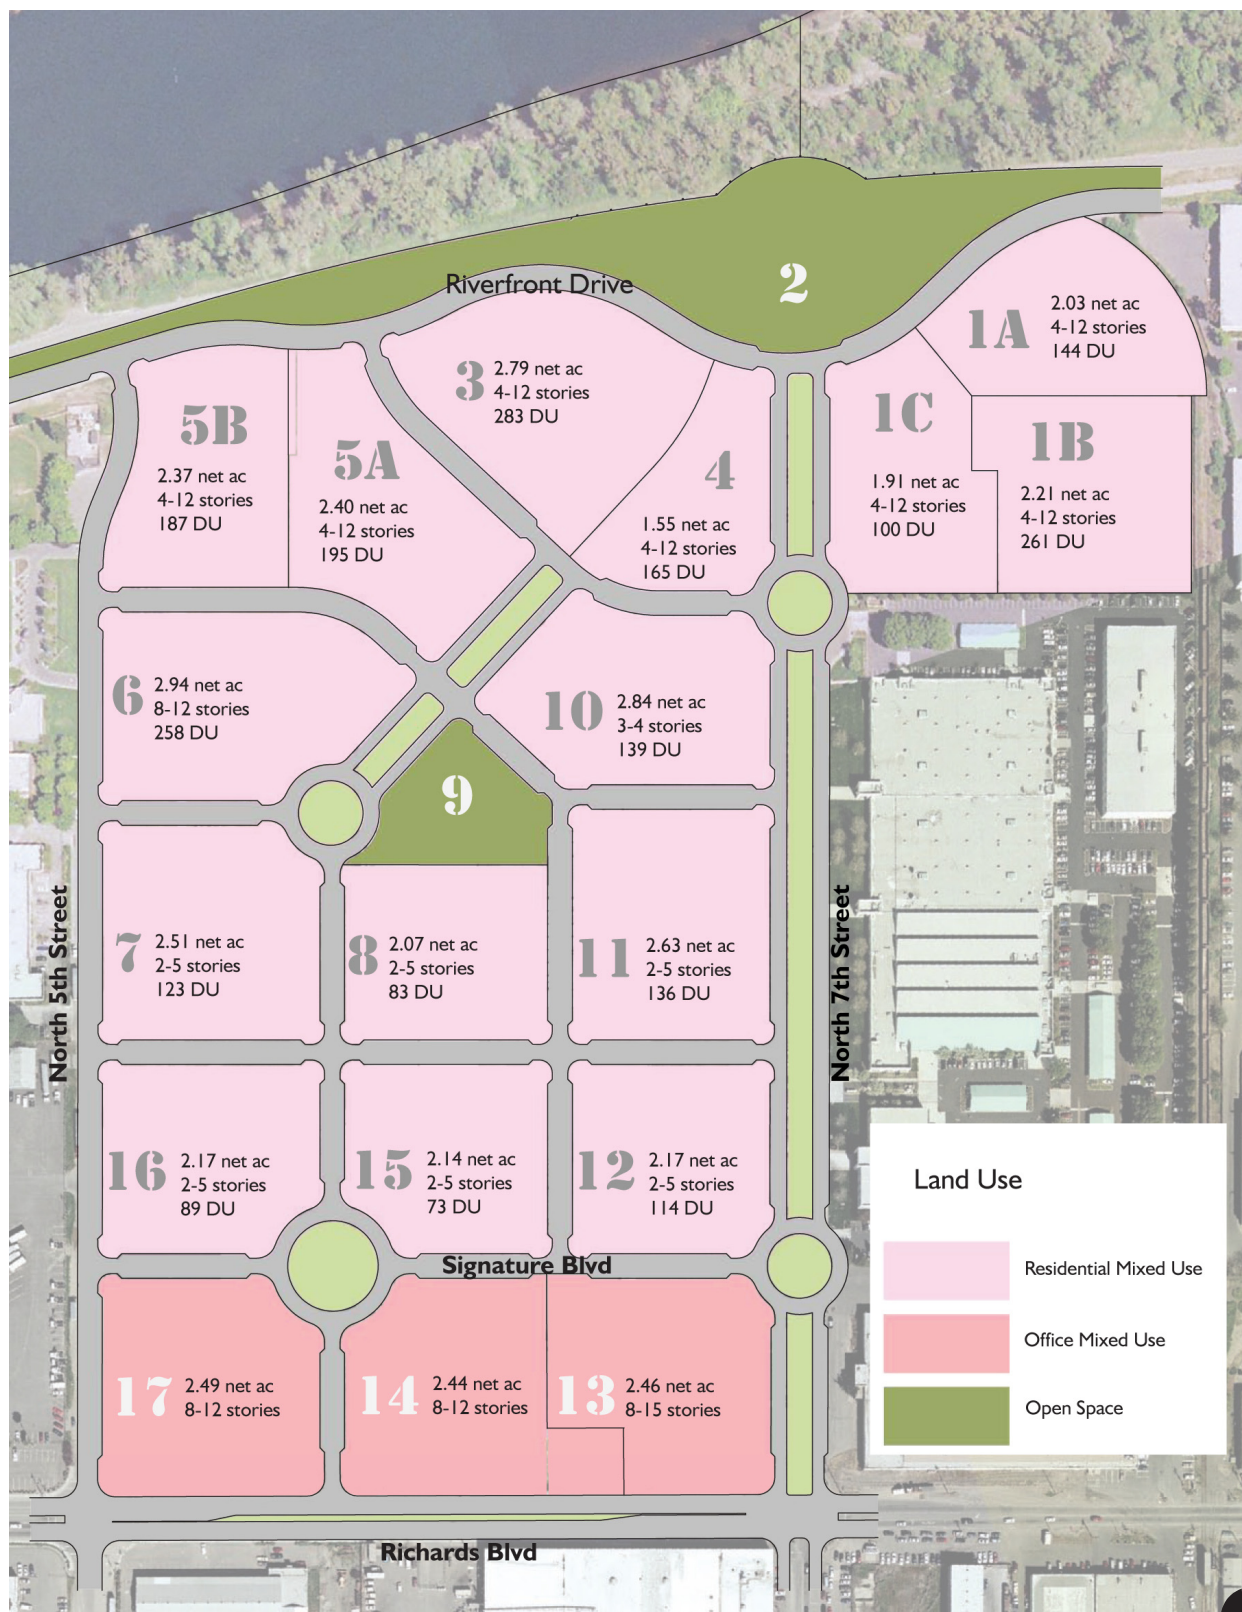 2
Riverfront Drive
1A
2.03 net ac
4-12 stories
144 DU
3
2.79 net ac
4-12 stories
283 DU
5B
2.37 net ac
4-12 stories
187 DU
5A
2.40 net ac
4-12 stories
195 DU
4
1.55 net ac
4-12 stories
165 DU
1C
1.91 net ac
4-12 stories
100 DU
1B
2.21 net ac
4-12 stories
261 DU
6
2.94 net ac
8-12 stories
258 DU
10
2.84 net ac
3-4 stories
139 DU
9
North 5th Street
7
2.51 net ac
2-5 stories
123 DU
8
2.07 net ac
2-5 stories
83 DU
11
2.63 net ac
2-5 stories
136 DU
North 7th Street
16
2.17 net ac
2-5 stories
89 DU
15
2.14 net ac
2-5 stories
73 DU
12
2.17 net ac
2-5 stories
114 DU
Signature Blvd
17
2.49 net ac
8-12 stories
14
2.44 net ac
8-12 stories
13
2.46 net ac
8-15 stories
Richards Blvd
Land Use
Residential Mixed Use
Office Mixed Use
Open Space